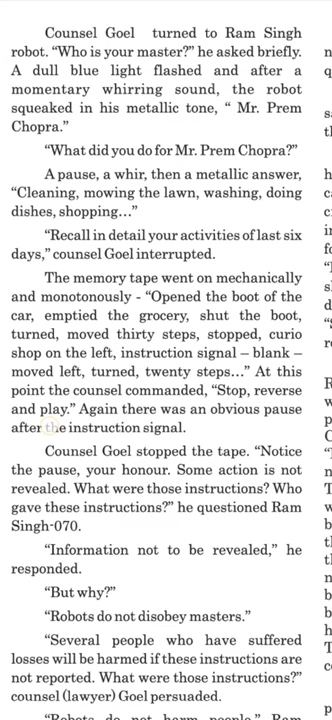 Counsel Goel turned to Ram Singh
robot. “Who is your master?” he asked briefly.
A dull blue light flashed and after a
momentary whirring sound, the robot
squeaked in his metallic tone, “ Mr. Prem
Chopra.”
“What did you do for Mr. Prem Chopra?”
A pause, a whir, then a metallic answer,
“Cleaning, mowing the lawn, washing, doing
dishes, shopping…”
“Recall in detail your activities of last six
days,” counsel Goel interrupted.
The memory tape went on mechanically
and monotonously - “Opened the boot of the
car, emptied the grocery, shut the boot,
turned, moved thirty steps, stopped, curio
shop on the left, instruction signal – blank –
moved left, turned, twenty steps…” At this
point the counsel commanded, “Stop, reverse
and play.” Again there was an obvious pause
after the instruction signal.
Counsel Goel stopped the tape. “Notice
the pause, your honour. Some action is not
revealed. What were those instructions? Who
gave these instructions?” he questioned Ram
Singh-070.
“Information not to be revealed,” he
responded.
“But why?”
“Robots do not disobey masters.”
“Several people who have suffered
losses will be harmed if these instructions are
not reported. What were those instructions?”
counsel (lawyer) Goel persuaded.
“Robots do not harm people.” Ram